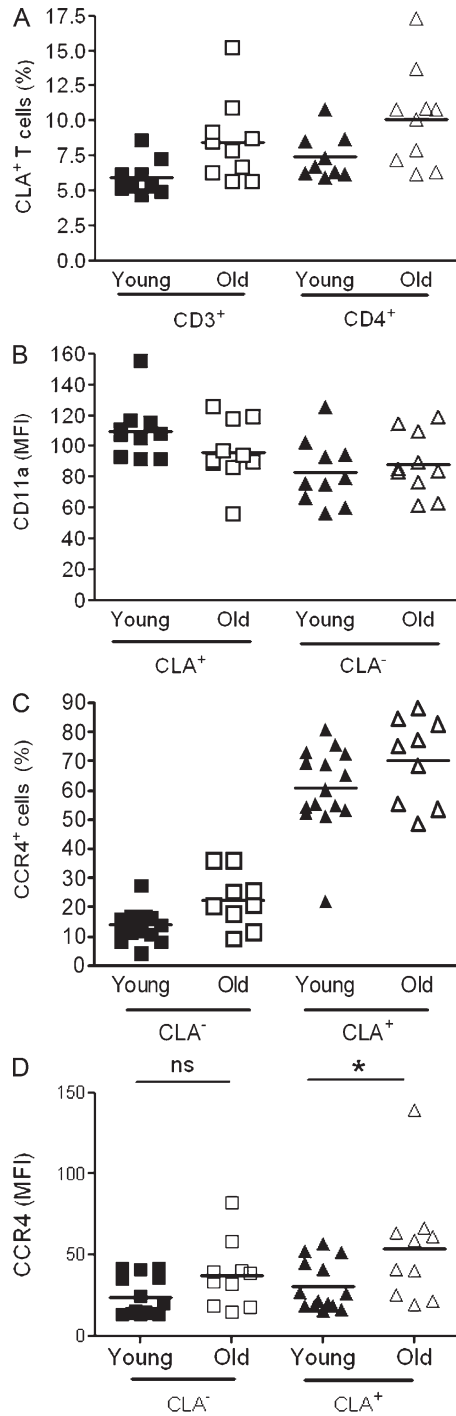 A
CLA⁺ T cells (%)
17.5
15.0
12.5
10.0
7.5
5.0
2.5
0.0
Young Old Young Old
CD3⁺ CD4⁺
B
CD11a (MFI)
160
140
120
100
80
60
40
20
0
Young Old Young Old
CLA⁺ CLA⁻
C
CCR4⁺ cells (%)
90
80
70
60
50
40
30
20
10
0
Young Old Young Old
CLA⁻ CLA⁺
D
ns *
CCR4 (MFI)
150
100
50
0
Young Old Young Old
CLA⁻ CLA⁺